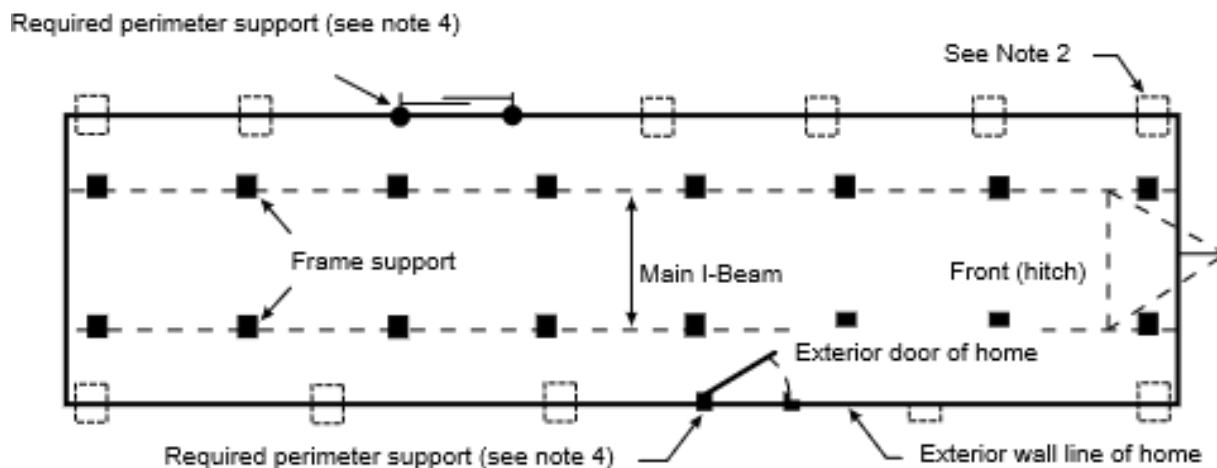 Required perimeter support (see note 4)
See Note 2
Frame support
Main I-Beam
Front (hitch)
Exterior door of home
Required perimeter support (see note 4)
Exterior wall line of home